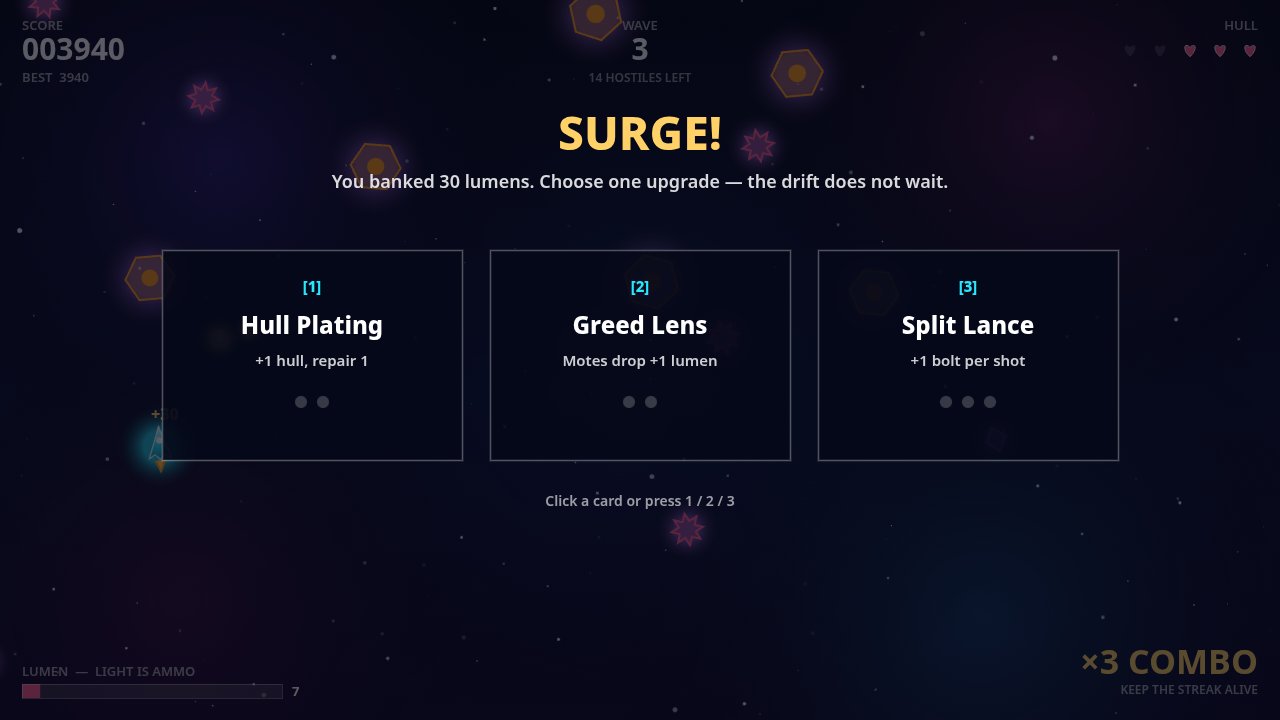 SCORE
003940
BEST 3940
WAVE
3
14 HOSTILES LEFT
HULL
SURGE!
You banked 30 lumens. Choose one upgrade — the drift does not wait.
[1]
Hull Plating
+1 hull, repair 1
[2]
Greed Lens
Motes drop +1 lumen
[3]
Split Lance
+1 bolt per shot
Click a card or press 1 / 2 / 3
LUMEN — LIGHT IS AMMO
7
×3 COMBO
KEEP THE STREAK ALIVE